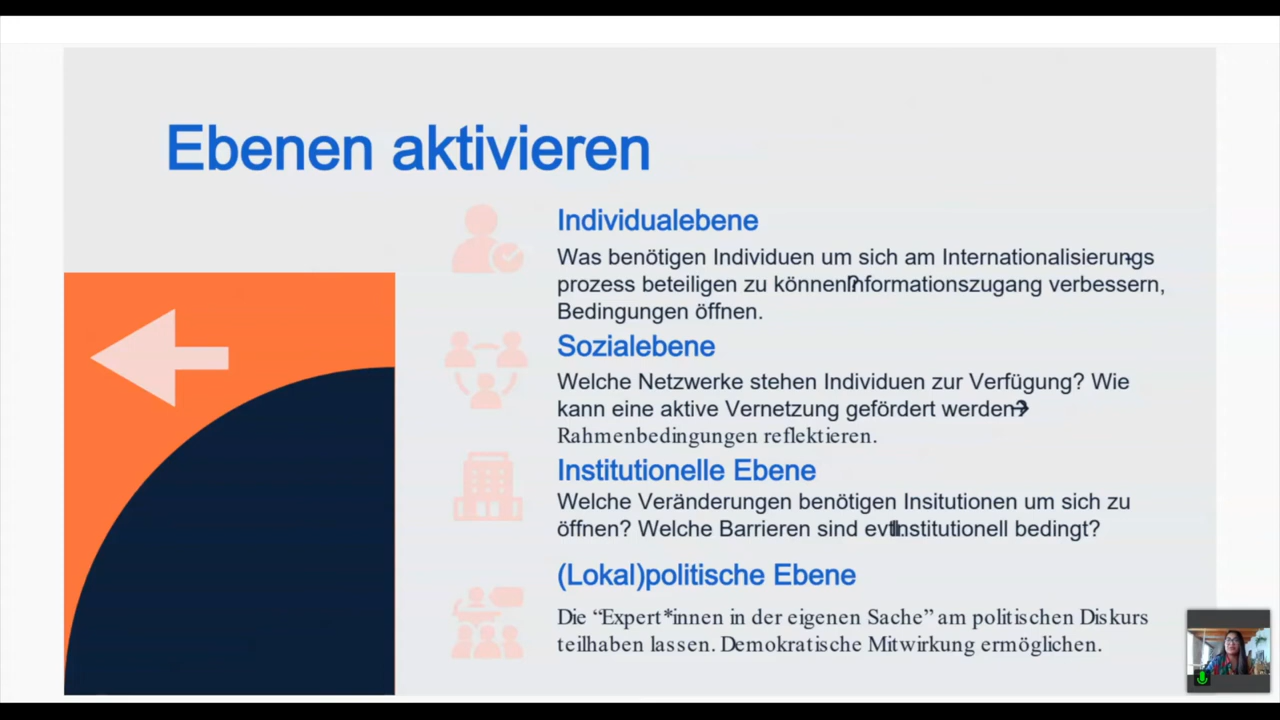 Ebenen aktivieren
Individualebene
Was benötigen Individuen um sich am Internationalisierungs-
prozess beteiligen zu können? Informationszugang verbessern,
Bedingungen öffnen.
Sozialebene
Welche Netzwerke stehen Individuen zur Verfügung? Wie
kann eine aktive Vernetzung gefördert werden? →
Rahmenbedingungen reflektieren.
Institutionelle Ebene
Welche Veränderungen benötigen Insitutionen um sich zu
öffnen? Welche Barrieren sind evtl. Institutionell bedingt?
(Lokal)politische Ebene
Die “Expert*innen in der eigenen Sache” am politischen Diskurs
teilhaben lassen. Demokratische Mitwirkung ermöglichen.